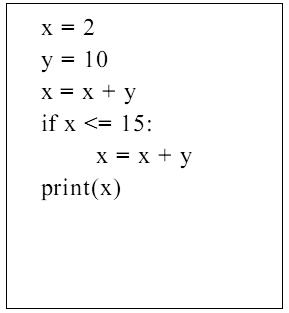 x = 2
y = 10
x = x + y
if x <= 15:
        x = x + y
print(x)